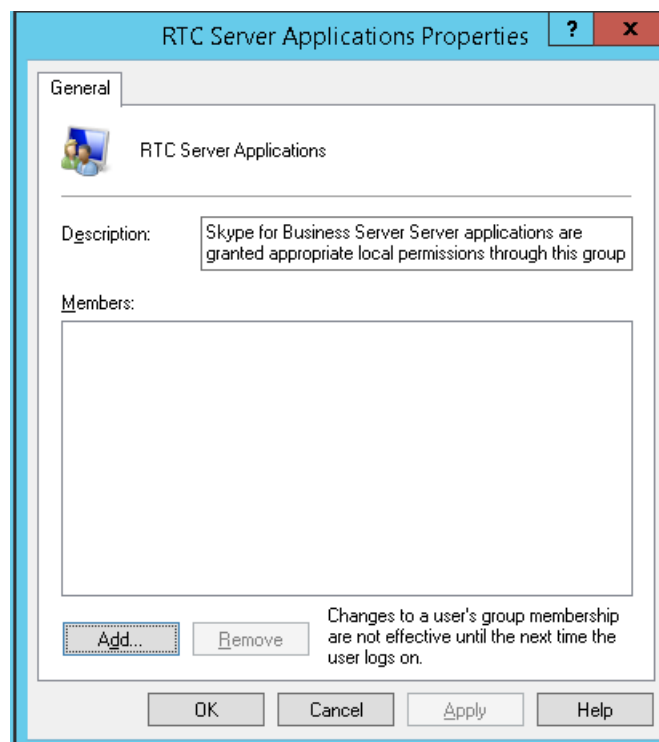 RTC Server Applications Properties
?
x
General
RTC Server Applications
Description:
Skype for Business Server Server applications are
granted appropriate local permissions through this group
Members:
Add...
Remove
Changes to a user's group membership
are not effective until the next time the
user logs on.
OK
Cancel
Apply
Help